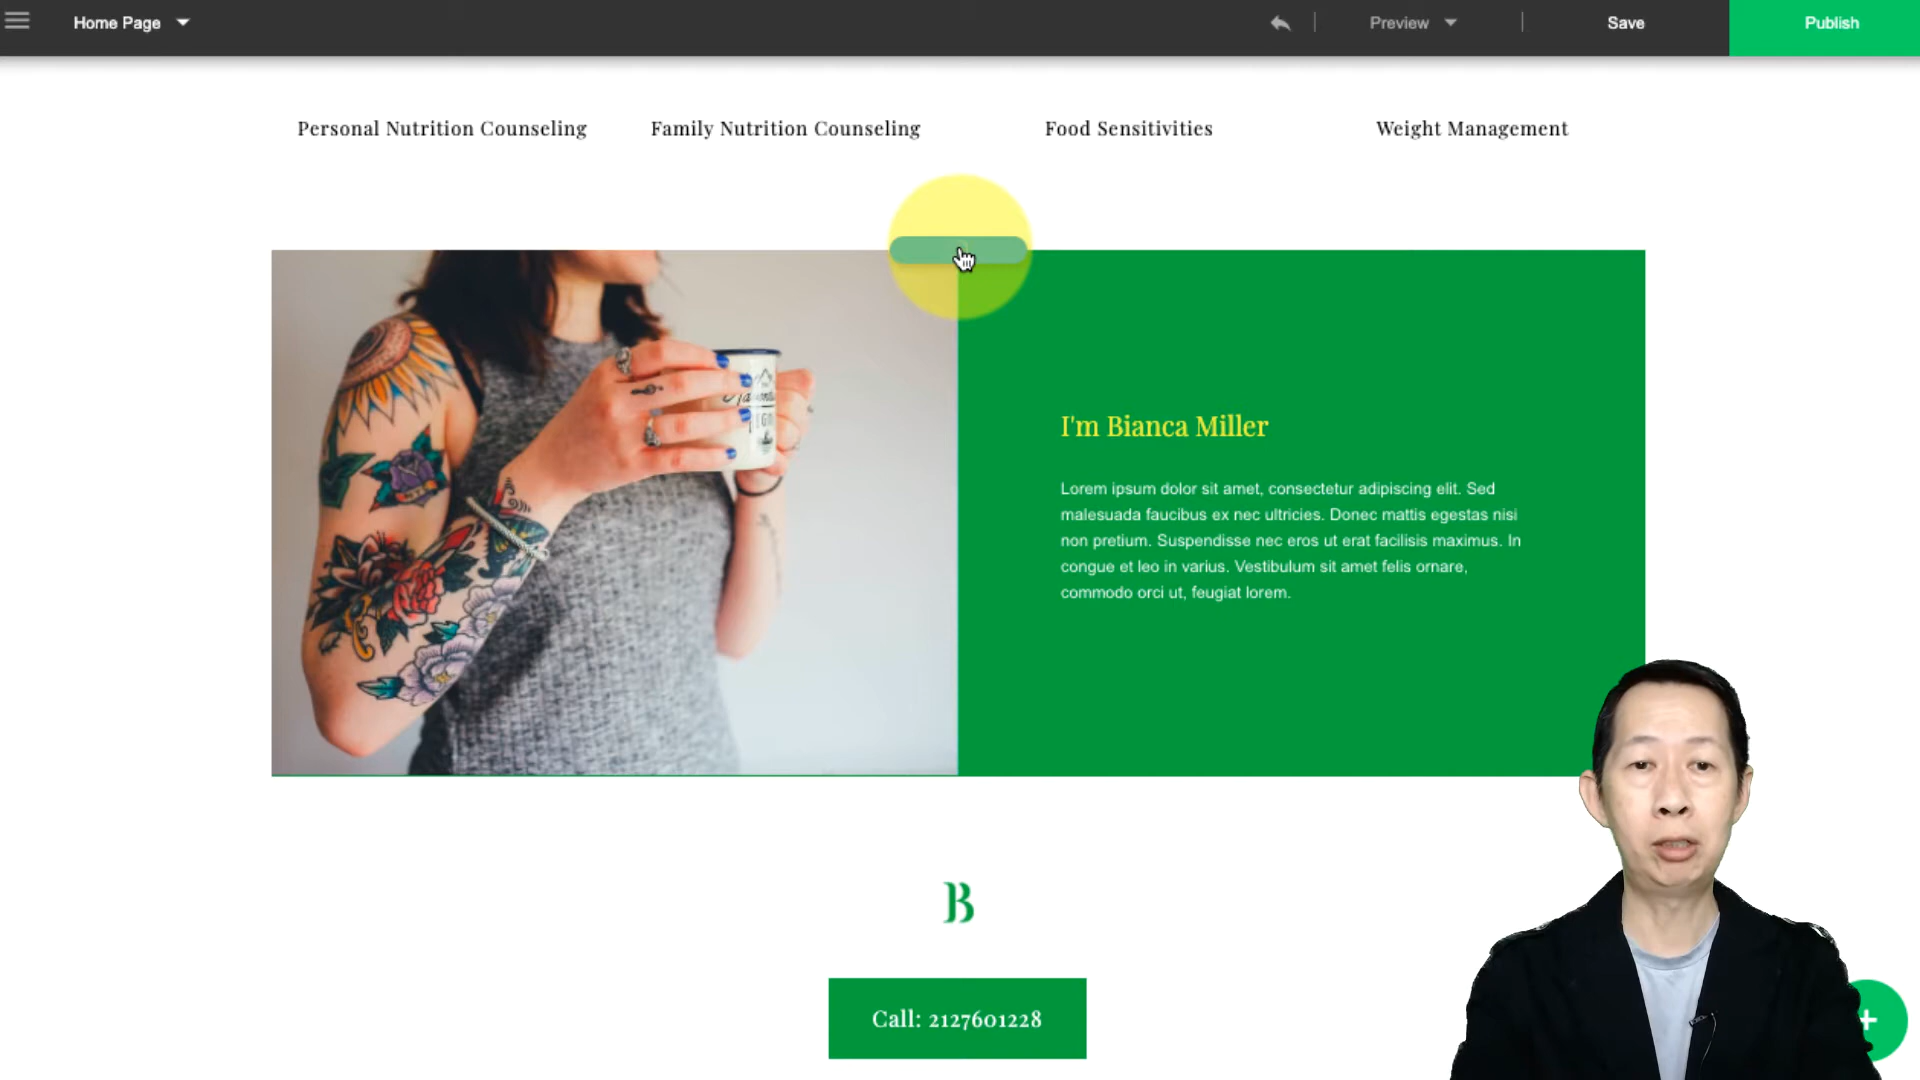 Home Page
Preview
Save
Publish
Personal Nutrition Counseling
Family Nutrition Counseling
Food Sensitivities
Weight Management
I'm Bianca Miller
Lorem ipsum dolor sit amet, consectetur adipiscing elit. Sed
malesuada faucibus ex nec ultricies. Donec mattis egestas nisi
non pretium. Suspendisse nec eros ut erat facilisis maximus. In
congue et leo in varius. Vestibulum sit amet felis ornare,
commodo orci ut, feugiat lorem.
B
Call: 2127601228